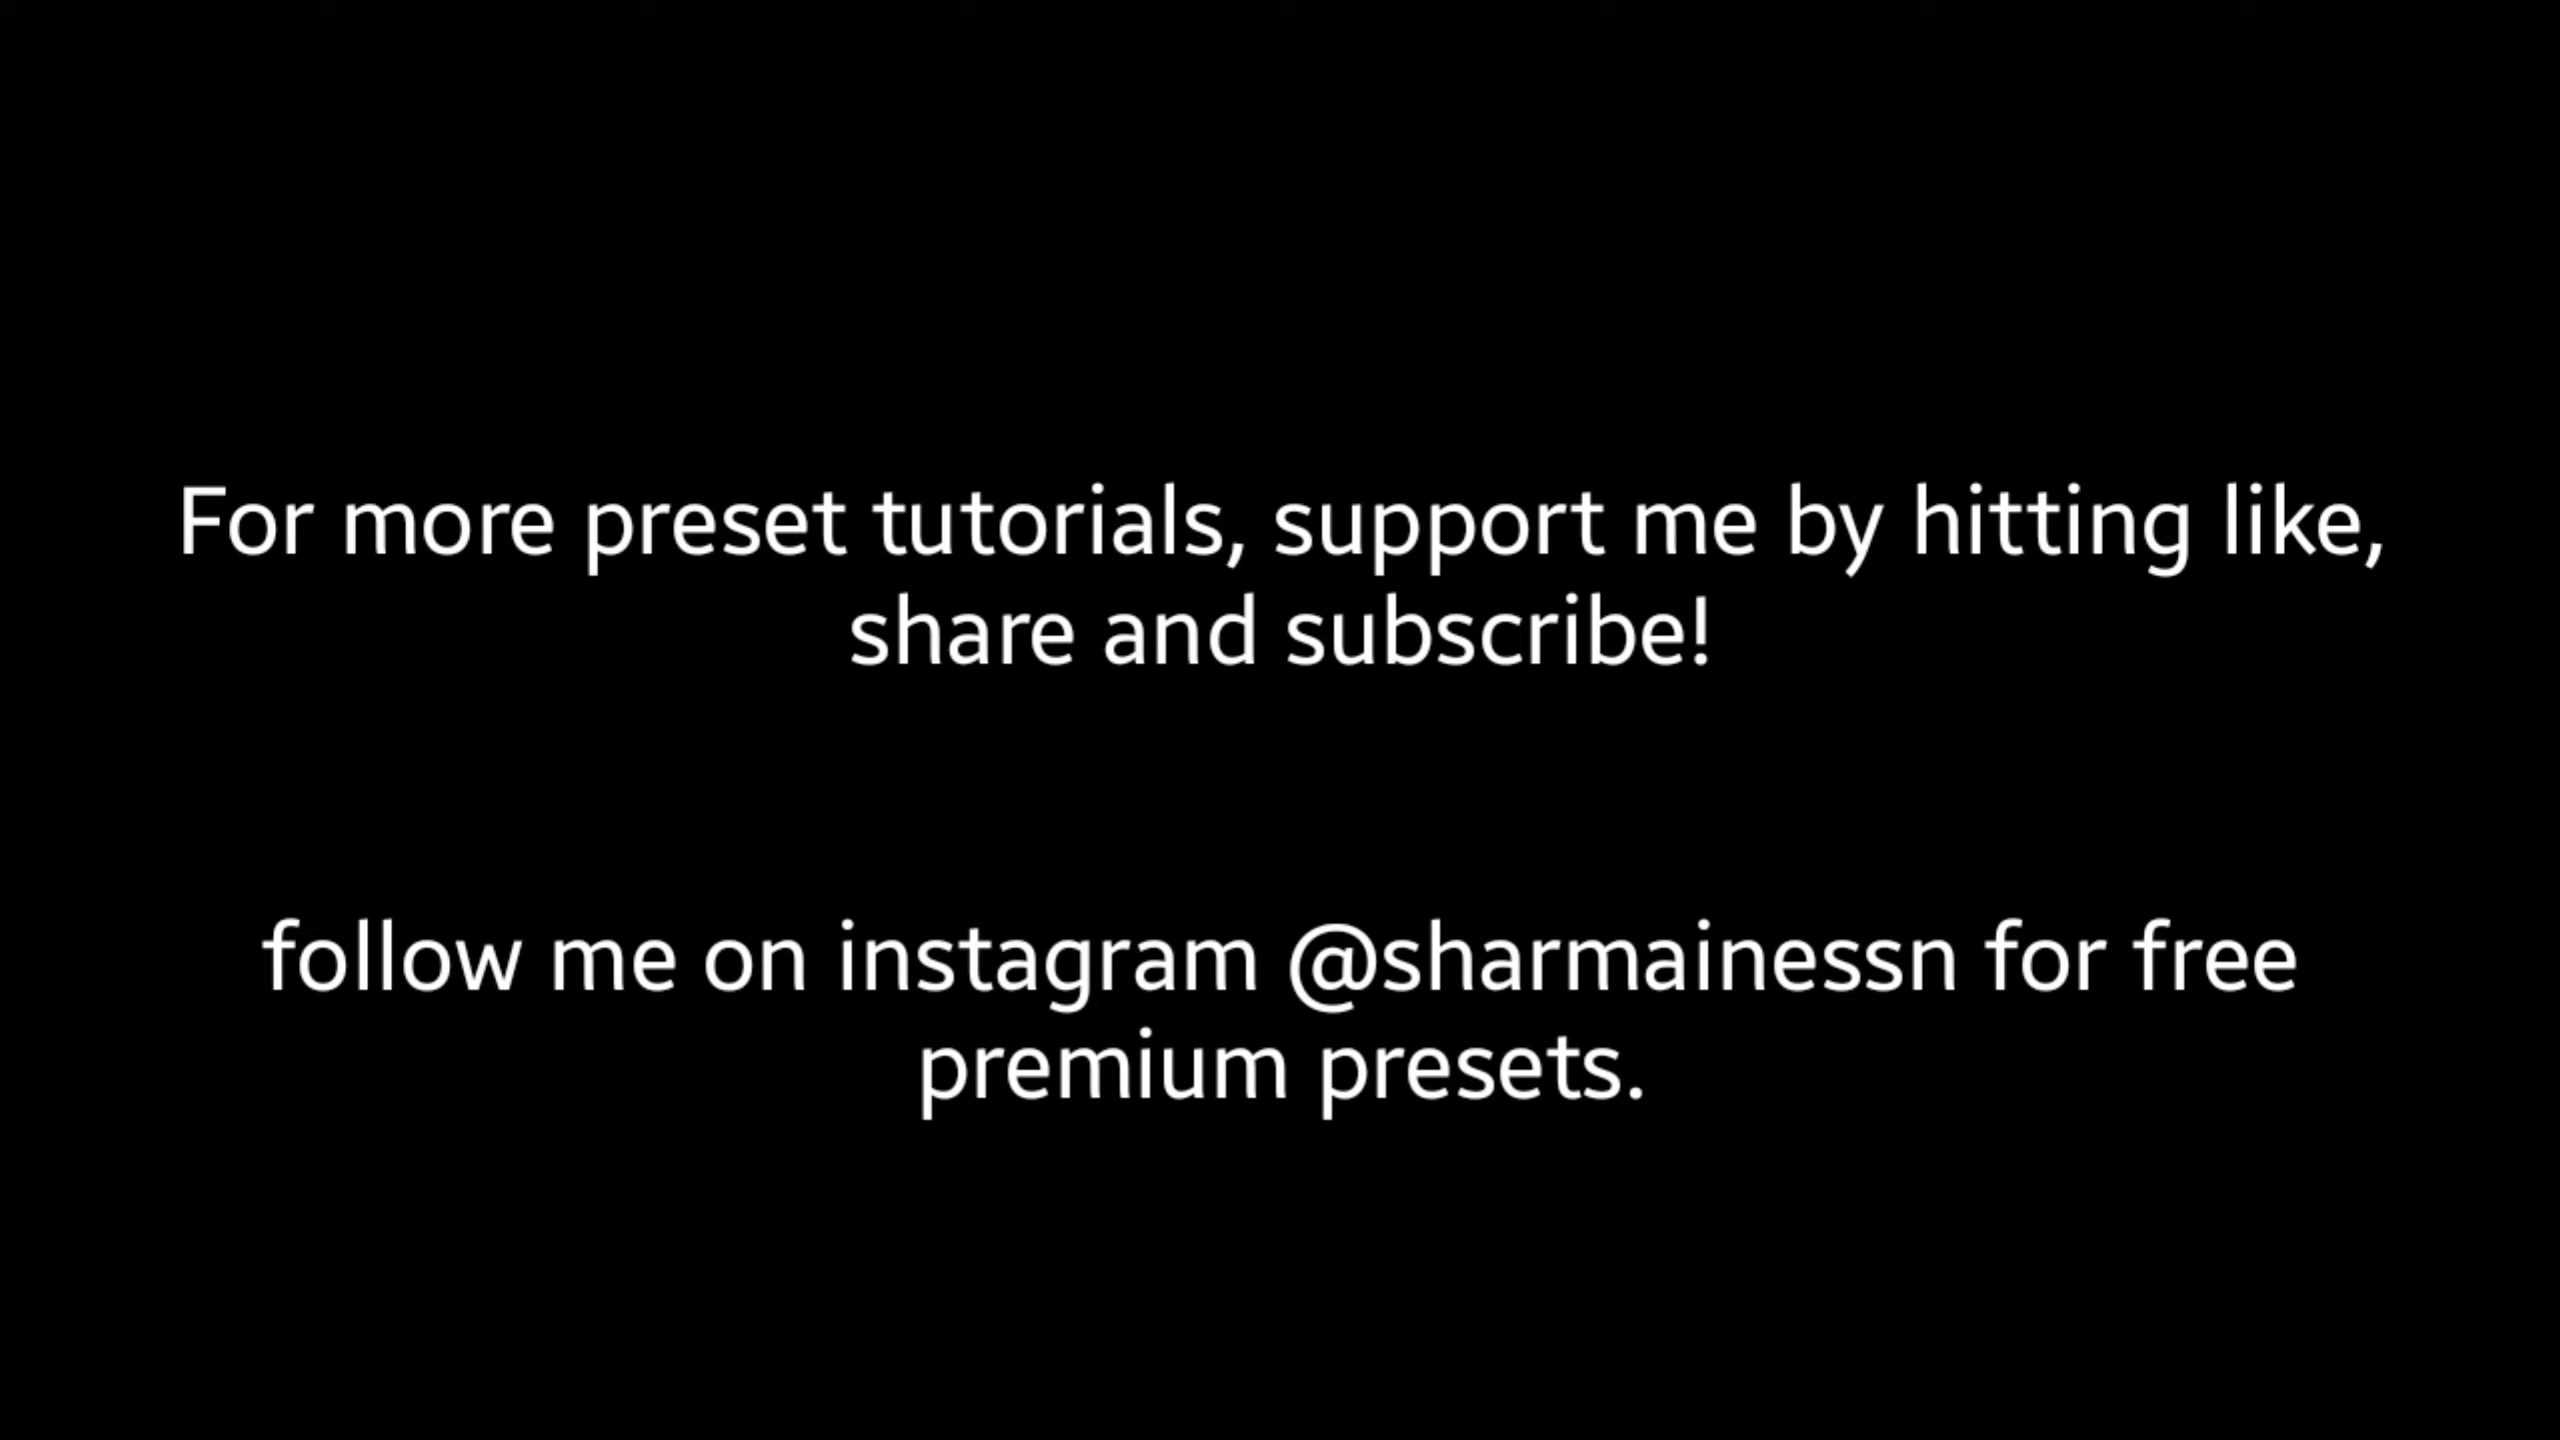 For more preset tutorials, support me by hitting like,
share and subscribe!
follow me on instagram @sharmainessn for free
premium presets.